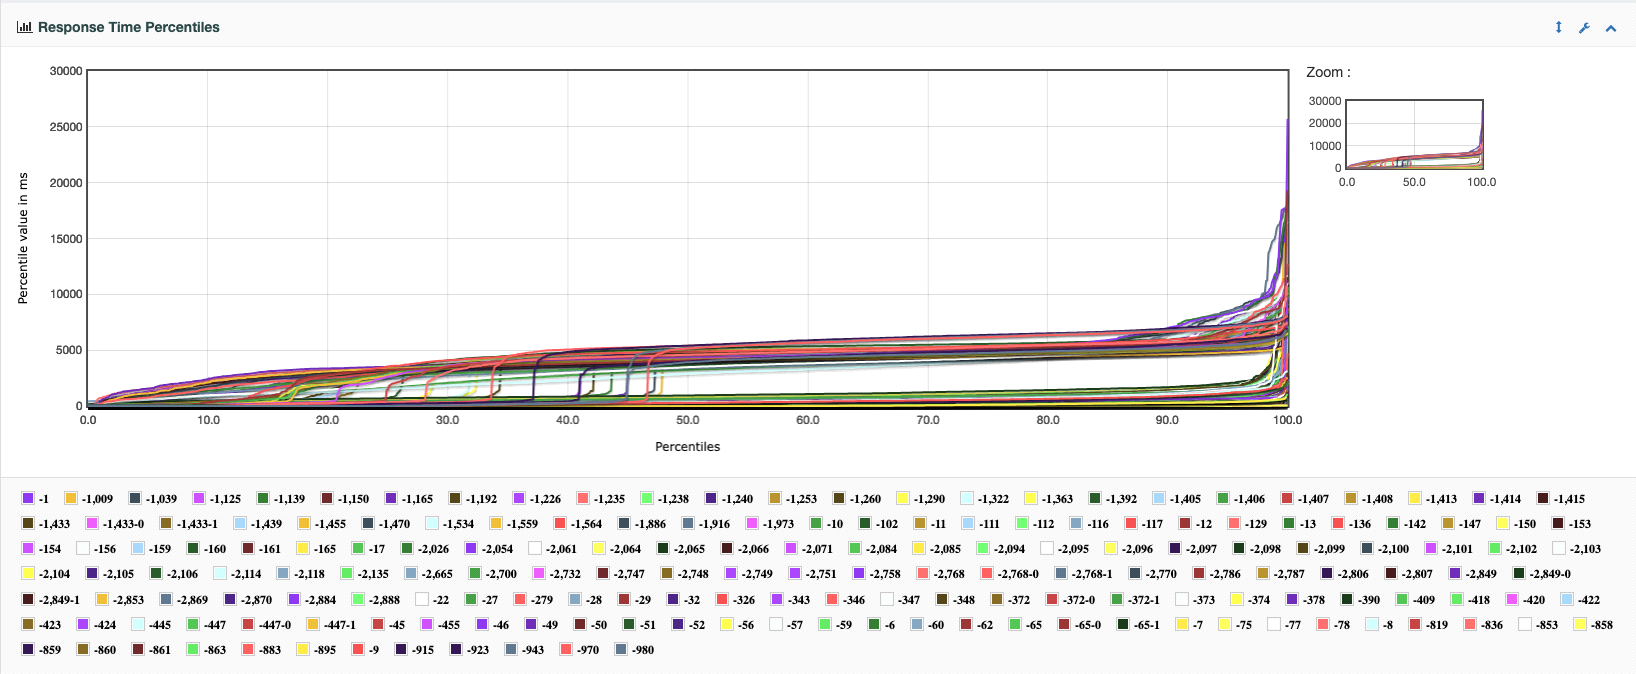 Response Time Percentiles
Zoom :
30000
25000
20000
15000
10000
5000
0
Percentile value in ms
0.0 10.0 20.0 30.0 40.0 50.0 60.0 70.0 80.0 90.0 100.0
Percentiles
30000
20000
10000
0
0.0 50.0 100.0
-1 -1,009 -1,039 -1,125 -1,139 -1,150 -1,165 -1,192 -1,226 -1,235 -1,238 -1,240 -1,253 -1,260 -1,290 -1,322 -1,363 -1,392 -1,405 -1,406 -1,407 -1,408 -1,413 -1,414 -1,415
-1,433 -1,433-0 -1,433-1 -1,439 -1,455 -1,470 -1,534 -1,559 -1,564 -1,886 -1,916 -1,973 -10 -102 -11 -111 -112 -116 -117 -12 -129 -13 -136 -142 -147 -150 -153
-154 -156 -159 -160 -161 -165 -17 -2,026 -2,054 -2,061 -2,064 -2,065 -2,066 -2,071 -2,084 -2,085 -2,094 -2,095 -2,096 -2,097 -2,098 -2,099 -2,100 -2,101 -2,102 -2,103
-2,104 -2,105 -2,106 -2,114 -2,118 -2,135 -2,665 -2,700 -2,732 -2,747 -2,748 -2,749 -2,751 -2,758 -2,768 -2,768-0 -2,768-1 -2,770 -2,786 -2,787 -2,806 -2,807 -2,849 -2,849-0
-2,849-1 -2,853 -2,869 -2,870 -2,884 -2,888 -22 -27 -279 -28 -29 -32 -326 -343 -346 -347 -348 -372 -372-0 -372-1 -373 -374 -378 -390 -409 -418 -420 -422
-423 -424 -445 -447 -447-0 -447-1 -45 -455 -46 -49 -50 -51 -52 -56 -57 -59 -6 -60 -62 -65 -65-0 -65-1 -7 -75 -77 -78 -8 -819 -836 -853 -858
-859 -860 -861 -863 -883 -895 -9 -915 -923 -943 -970 -980